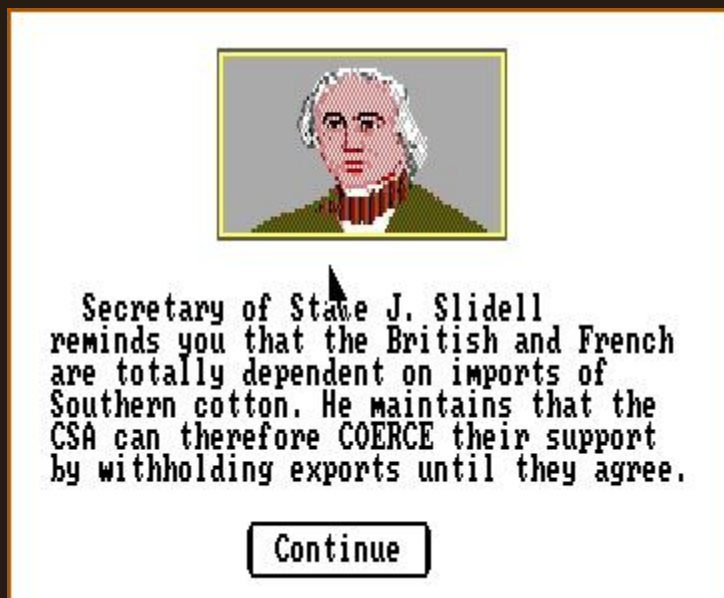 Secretary of State J. Slidell
reminds you that the British and French
are totally dependent on imports of
Southern cotton. He maintains that the
CSA can therefore COERCE their support
by withholding exports until they agree.
Continue